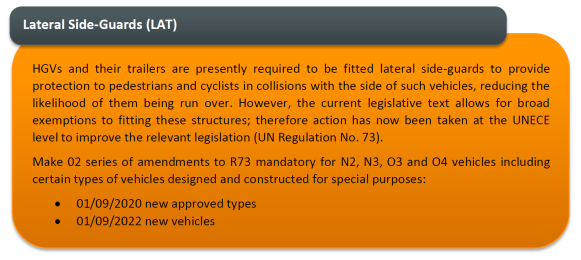 Lateral Side-Guards (LAT)
HGVs and their trailers are presently required to be fitted lateral side-guards to provide
protection to pedestrians and cyclists in collisions with the side of such vehicles, reducing the
likelihood of them being run over. However, the current legislative text allows for broad
exemptions to fitting these structures; therefore action has now been taken at the UNECE
level to improve the relevant legislation (UN Regulation No. 73).
Make 02 series of amendments to R73 mandatory for N2, N3, O3 and O4 vehicles including
certain types of vehicles designed and constructed for special purposes:
• 01/09/2020 new approved types
• 01/09/2022 new vehicles